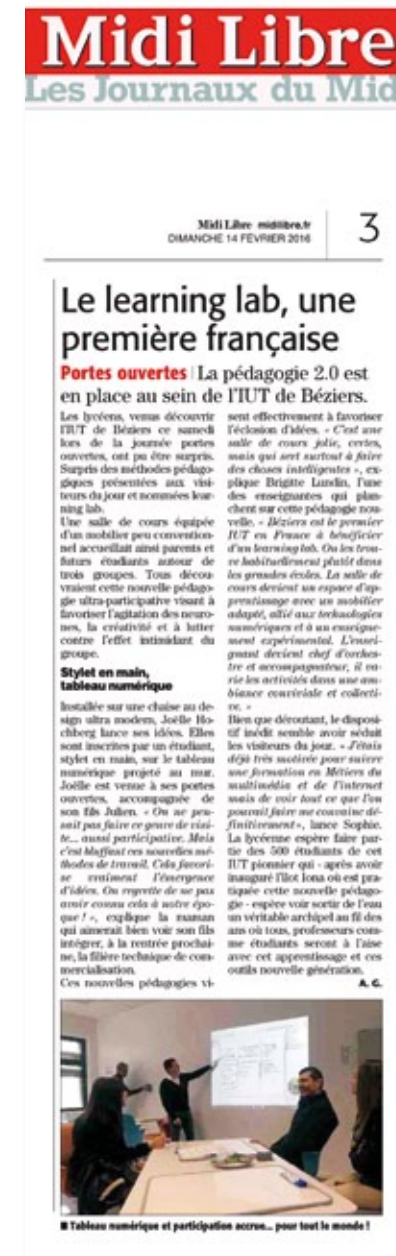 Midi Libre
Les Journaux du Mid
Midi Libre midilibre.fr
DIMANCHE 14 FÉVRIER 2016
3
Le learning lab, une
première française
Portes ouvertes | La pédagogie 2.0 est
en place au sein de l'IUT de Béziers.
Les lycéens, venus découvrir
l'IUT de Béziers ce samedi
lors de la journée portes
ouvertes, ont pu être surpris.
Surpris des méthodes pédago-
giques présentées aux visi-
teurs du jour et nommées lear-
ning lab.
Une salle de cours équipée
d'un mobilier peu convention-
nel accueillait ainsi parents et
futurs étudiants autour de
trois groupes. Tous décou-
vraient cette nouvelle pédago-
gie ultra-participative visant à
favoriser l'agitation des neuro-
nes, la créativité et à lutter
contre l'effet intimidant du
groupe.
Stylet en main,
tableau numérique
Installée sur une chaise au de-
sign ultra modern, Joëlle Ho-
chberg lance ses idées. Elles
sont inscrites par un étudiant,
stylet en main, sur le tableau
numérique projeté au mur.
Joëlle est venue à ses portes
ouvertes, accompagnée de
son fils Julien. « On ne pen-
sait pas faire ce genre de visi-
te... aussi participative. Mais
c'est bluffant ces nouvelles mé-
thodes de travail. Cela favori-
se vraiment l'émergence
d'idées. On regrette de ne pas
avoir connu cela à notre épo-
que ! », explique la maman
qui aimerait bien voir son fils
intégrer, à la rentrée prochai-
ne, la filière technique de com-
mercialisation.
Ces nouvelles pédagogies vi-
sent effectivement à favoriser
l'éclosion d'idées. « C'est une
salle de cours jolie, certes,
mais qui sert surtout à faire
des choses intelligentes », ex-
plique Brigitte Lundin, l'une
des enseignantes qui plan-
chent sur cette pédagogie nou-
velle. « Béziers est le premier
IUT en France à bénéficier
d'un learning lab. On les trou-
ve habituellement plutôt dans
les grandes écoles. La salle de
cours devient un espace d'ap-
prentissage avec un mobilier
adapté, allié aux technologies
numériques et à un enseigne-
ment expérimental. L'ensei-
gnant devient chef d'orches-
tre et accompagnateur, il va-
rie les activités dans une am-
biance conviviale et collecti-
ve. »
Bien que déroutant, le disposi-
tif inédit semble avoir séduit
les visiteurs du jour. « J'étais
déjà très motivée pour suivre
une formation en Métiers du
multimédia et de l'internet
mais de voir tout ce que l'on
pouvait faire me convainc dé-
finitivement », lance Sophie.
La lycéenne espère faire par-
tie des 500 étudiants de cet
IUT pionnier qui - après avoir
inauguré l'îlot Iona où est pra-
tiquée cette nouvelle pédago-
gie - espère voir sortir de l'eau
un véritable archipel au fil des
ans où tous, professeurs com-
me étudiants seront à l'aise
avec cet apprentissage et ces
outils nouvelle génération.
A. G.
■ Tableau numérique et participation accrue... pour tout le monde !